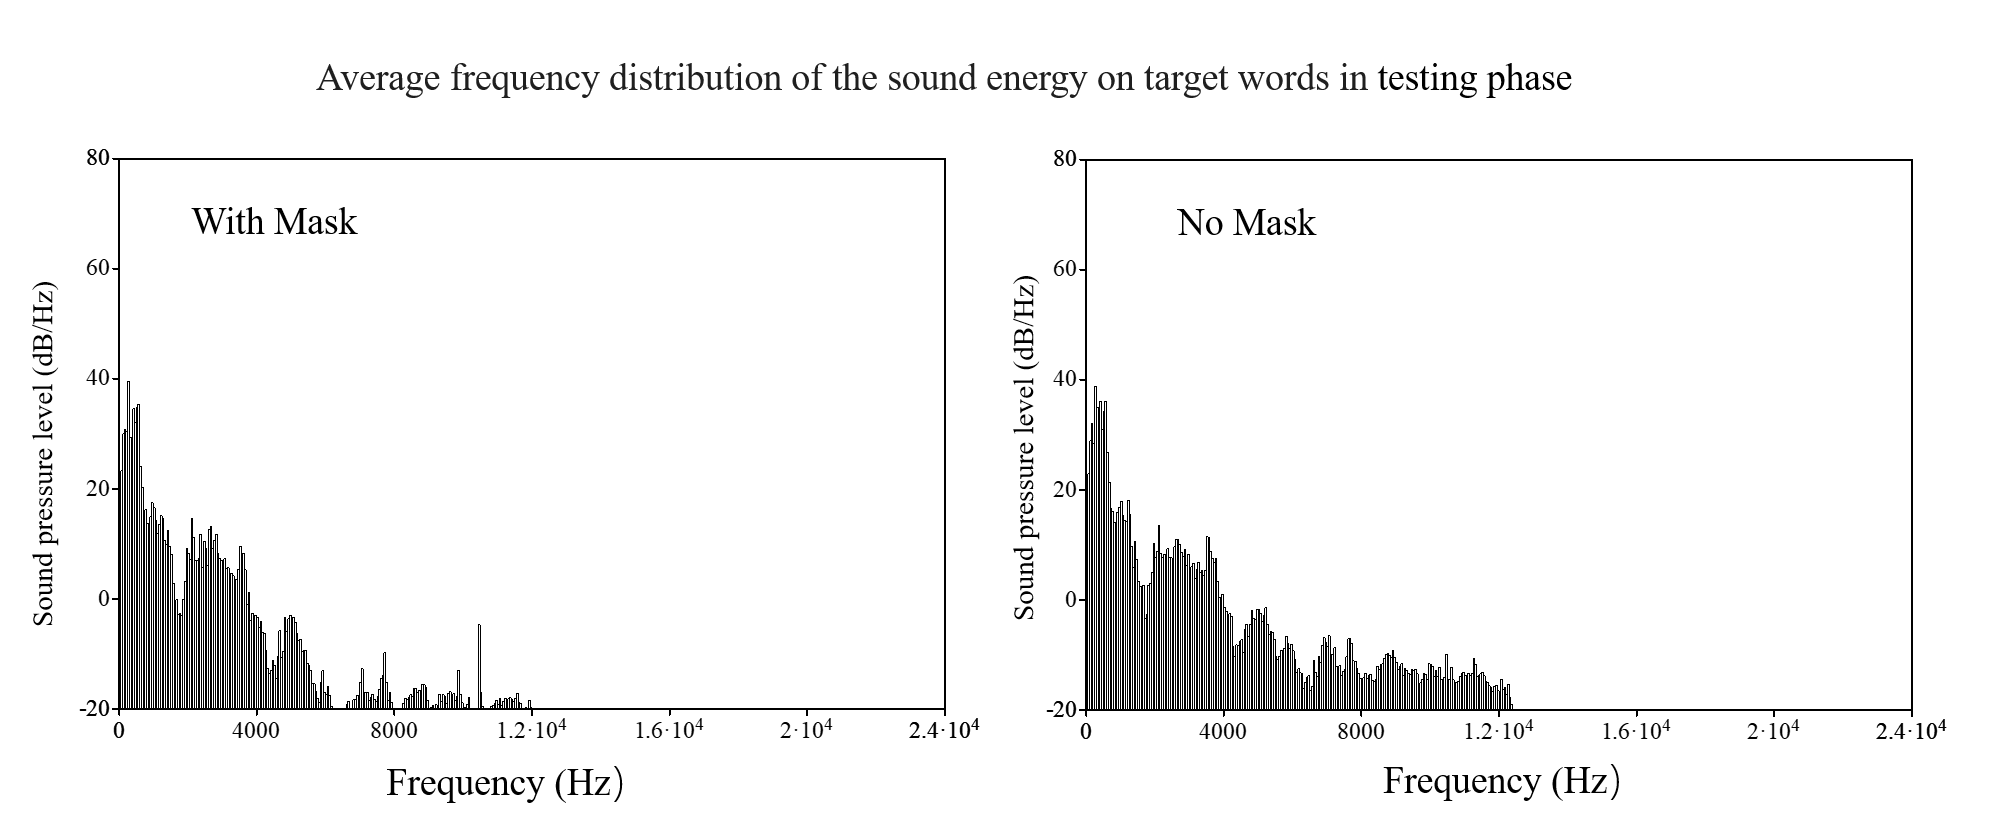 Average frequency distribution of the sound energy on target words in testing phase
With Mask
Sound pressure level (dB/Hz)
80
60
40
20
0
-20
0 4000 8000 1.2·10⁴ 1.6·10⁴ 2·10⁴ 2.4·10⁴
Frequency (Hz)
No Mask
Sound pressure level (dB/Hz)
80
60
40
20
0
-20
0 4000 8000 1.2·10⁴ 1.6·10⁴ 2·10⁴ 2.4·10⁴
Frequency (Hz)